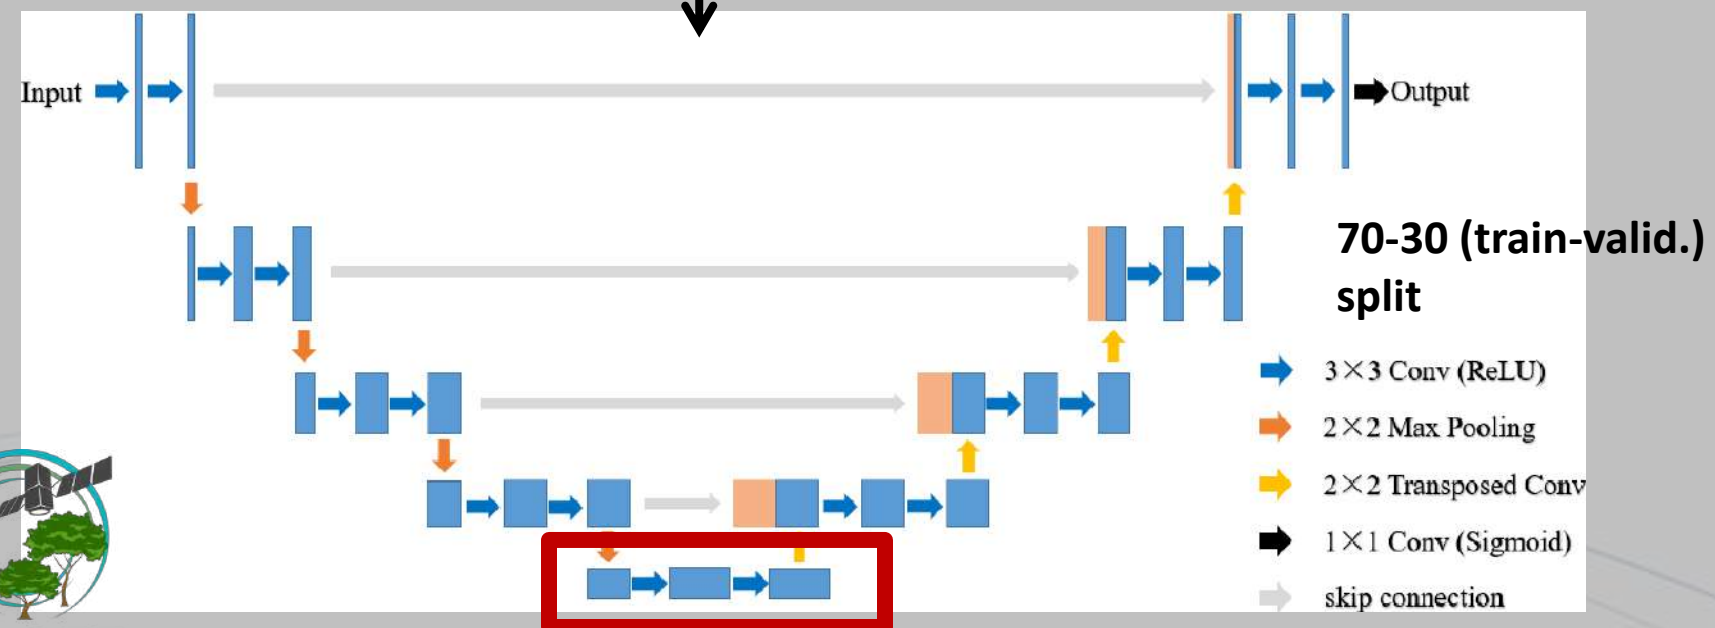 Input
Output
70-30 (train-valid.)
split
3×3 Conv (ReLU)
2×2 Max Pooling
2×2 Transposed Conv
1×1 Conv (Sigmoid)
skip connection